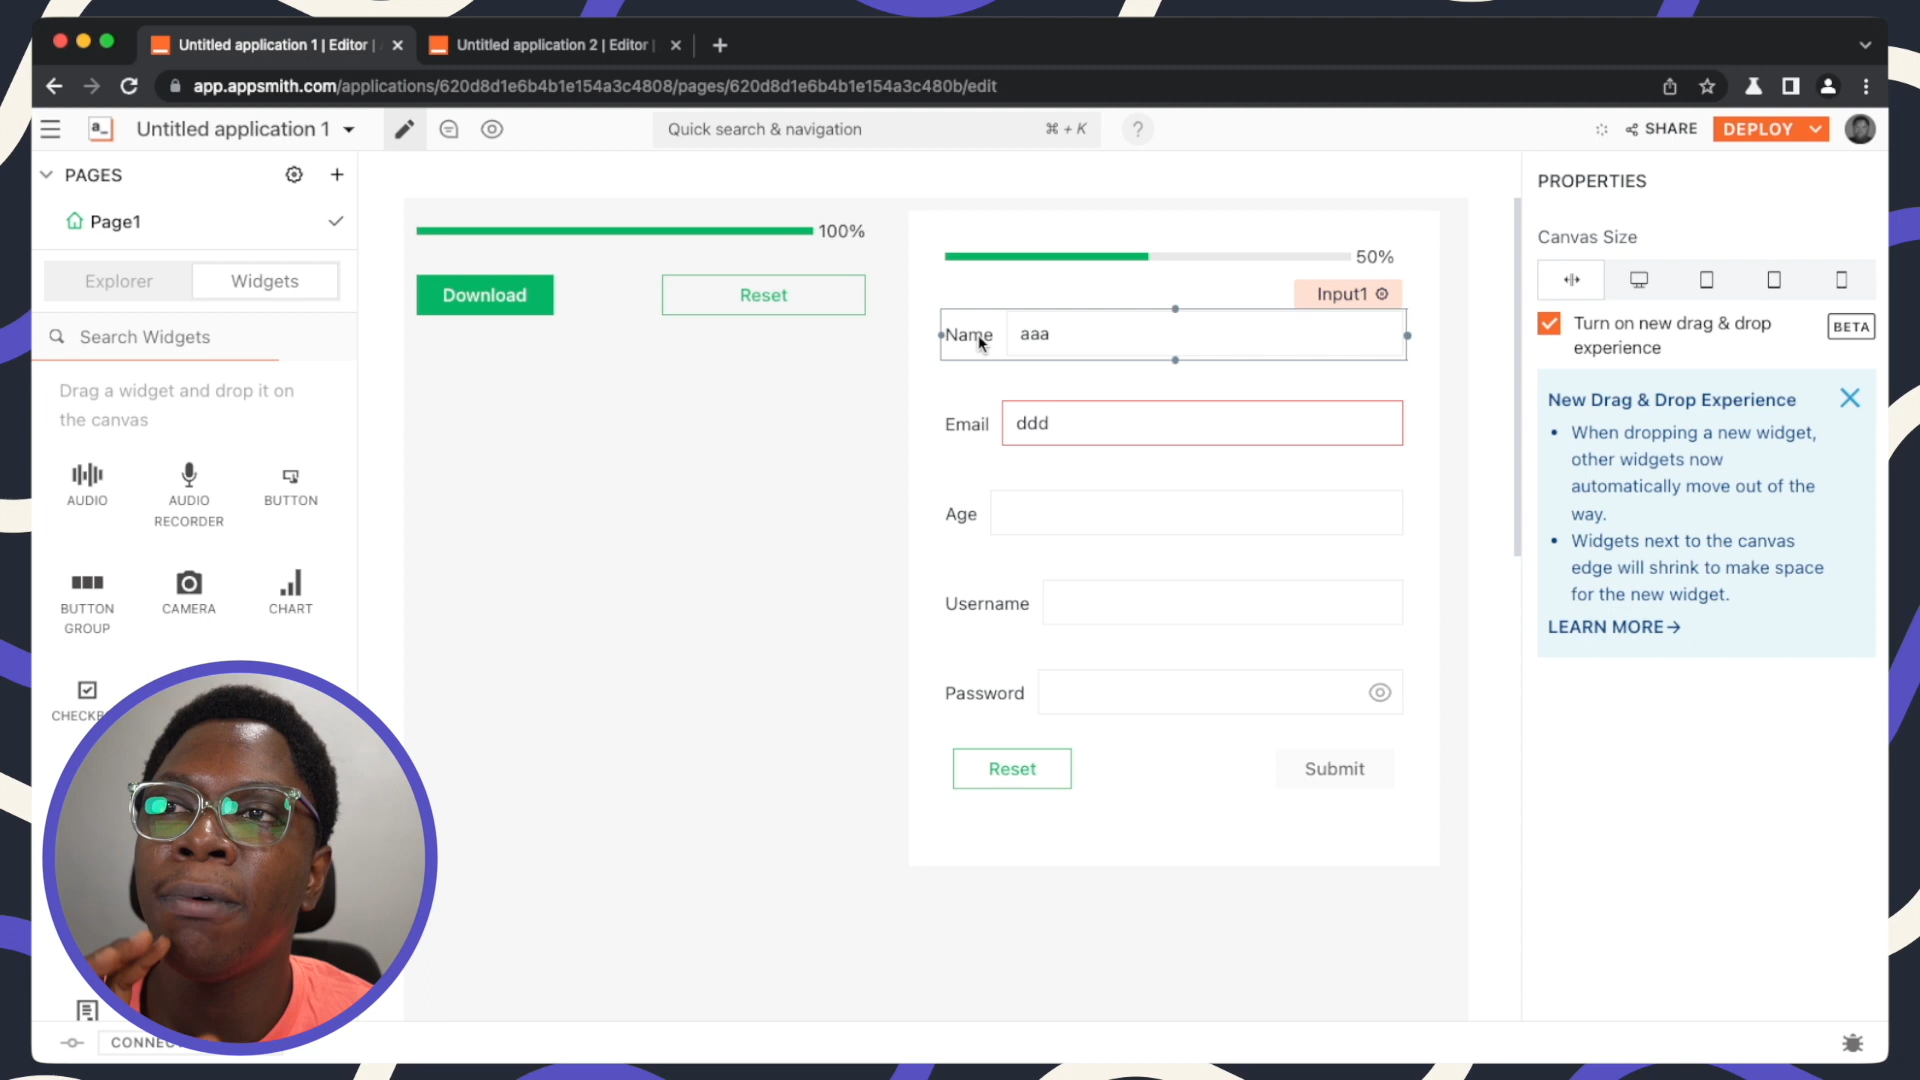 Untitled application 1 | Editor |
Untitled application 2 | Editor
app.appsmith.com/applications/620d8d1e6b4b1e154a3c4808/pages/620d8d1e6b4b1e154a3c480b/edit
a_
Untitled application 1
Quick search & navigation
⌘ + K
?
SHARE
DEPLOY
PAGES
Page1
Explorer
Widgets
Search Widgets
Drag a widget and drop it on
the canvas
AUDIO
AUDIO
RECORDER
BUTTON
BUTTON
GROUP
CAMERA
CHART
100%
Download
Reset
50%
Input1
Name
aaa
Email
ddd
Age
Username
Password
Reset
Submit
PROPERTIES
Canvas Size
Turn on new drag & drop
experience
BETA
New Drag & Drop Experience
• When dropping a new widget,
other widgets now
automatically move out of the
way.
• Widgets next to the canvas
edge will shrink to make space
for the new widget.
LEARN MORE→